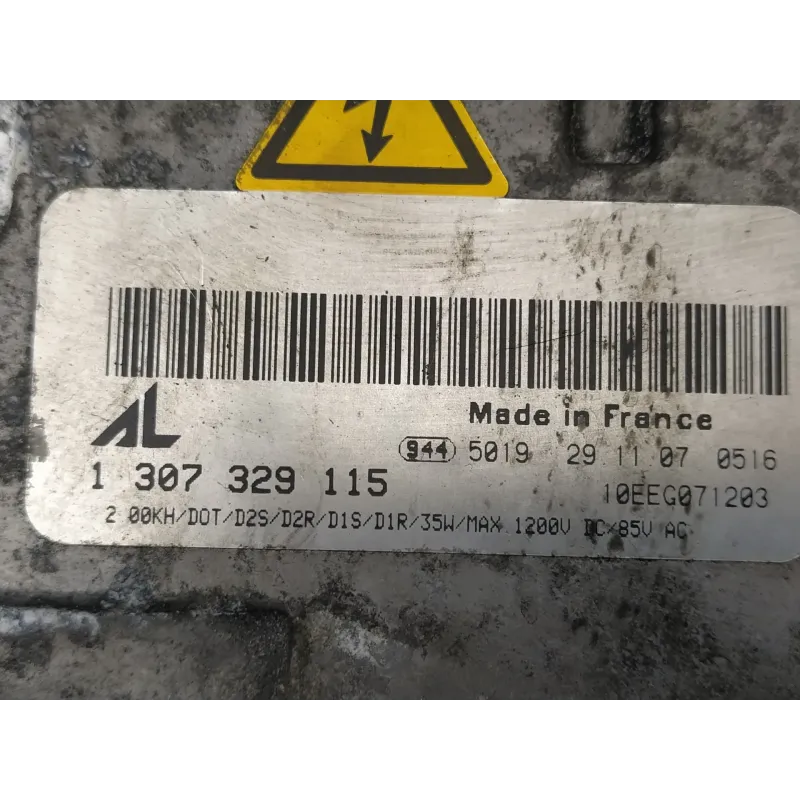 AL
Made in France
944 5019 29 11 07 0516
1 307 329 115
10EEG071203
2 00KH/DOT/D2S/D2R/D1S/D1R/35W/MAX 1200V DC/85V AC